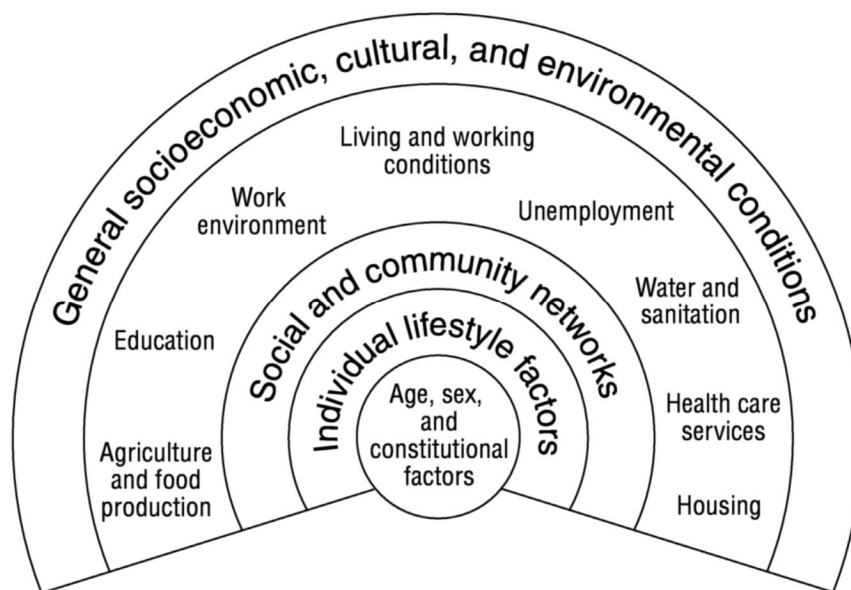 General socioeconomic, cultural, and environmental conditions
Living and working
conditions
Work
environment
Unemployment
Water and
sanitation
Education
Health care
services
Agriculture
and food
production
Housing
Social and community networks
Individual lifestyle factors
Age, sex,
and
constitutional
factors